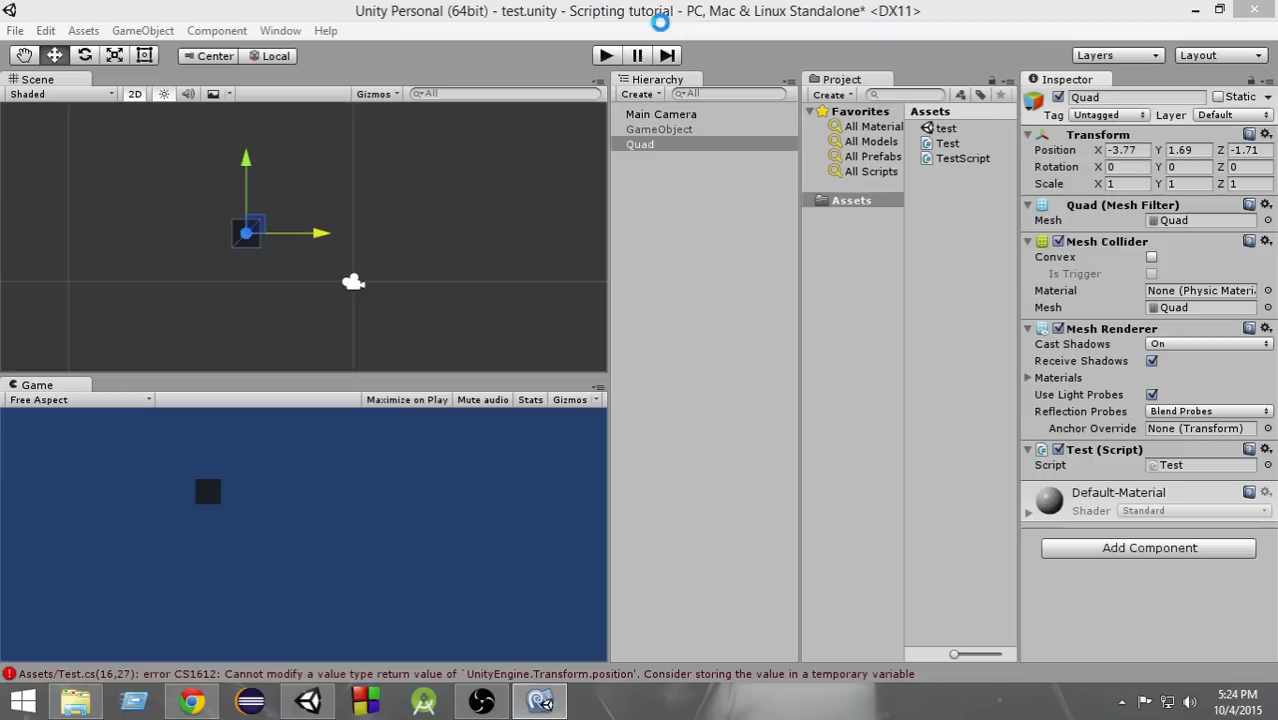 Unity Personal (64bit) - test.unity - Scripting tutorial - PC, Mac & Linux Standalone* <DX11>
File Edit Assets GameObject Component Window Help
Center Local Layers Layout
Scene
Shaded 2D Gizmos All
Game
Free Aspect Maximize on Play Mute audio Stats Gizmos
Hierarchy
Create All
Main Camera
GameObject
Quad
Project
Create
Favorites
All Material
All Models
All Prefabs
All Scripts
Assets
Assets
test
Test
TestScript
Inspector
Quad Static
Tag Untagged Layer Default
Transform
Position X -3.77 Y 1.69 Z -1.71
Rotation X 0 Y 0 Z 0
Scale X 1 Y 1 Z 1
Quad (Mesh Filter)
Mesh Quad
Mesh Collider
Convex
Is Trigger
Material None (Physic Materi
Mesh Quad
Mesh Renderer
Cast Shadows On
Receive Shadows
Materials
Use Light Probes
Reflection Probes Blend Probes
Anchor Override None (Transform)
Test (Script)
Script Test
Default-Material
Shader Standard
Add Component
Assets/Test.cs(16,27): error CS1612: Cannot modify a value type return value of `UnityEngine.Transform.position'. Consider storing the value in a temporary variable
5:24 PM
10/4/2015